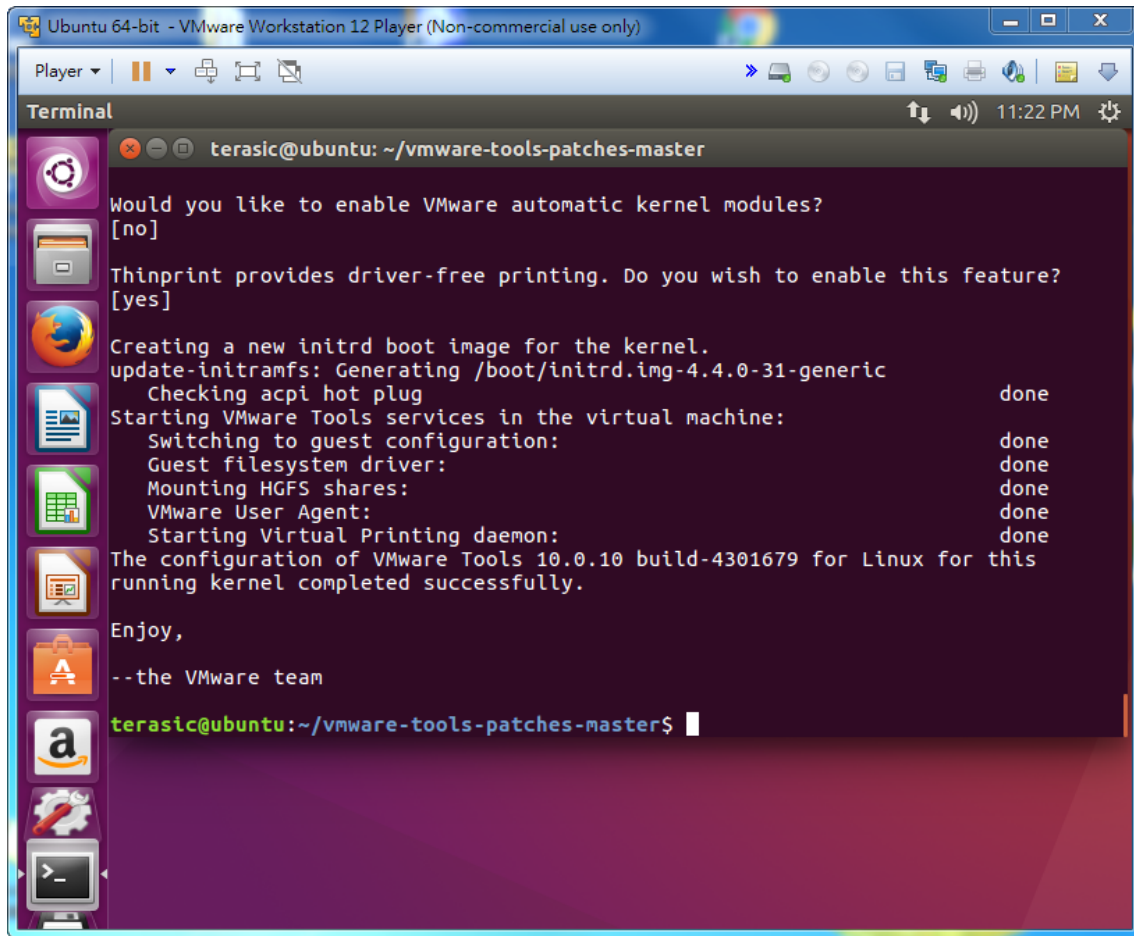 Ubuntu 64-bit - VMware Workstation 12 Player (Non-commercial use only)
Player
Terminal 11:22 PM
terasic@ubuntu: ~/vmware-tools-patches-master
Would you like to enable VMware automatic kernel modules?
[no]
Thinprint provides driver-free printing. Do you wish to enable this feature?
[yes]
Creating a new initrd boot image for the kernel.
update-initramfs: Generating /boot/initrd.img-4.4.0-31-generic
Checking acpi hot plug done
Starting VMware Tools services in the virtual machine:
Switching to guest configuration: done
Guest filesystem driver: done
Mounting HGFS shares: done
VMware User Agent: done
Starting Virtual Printing daemon: done
The configuration of VMware Tools 10.0.10 build-4301679 for Linux for this
running kernel completed successfully.
Enjoy,
--the VMware team
terasic@ubuntu:~/vmware-tools-patches-master$